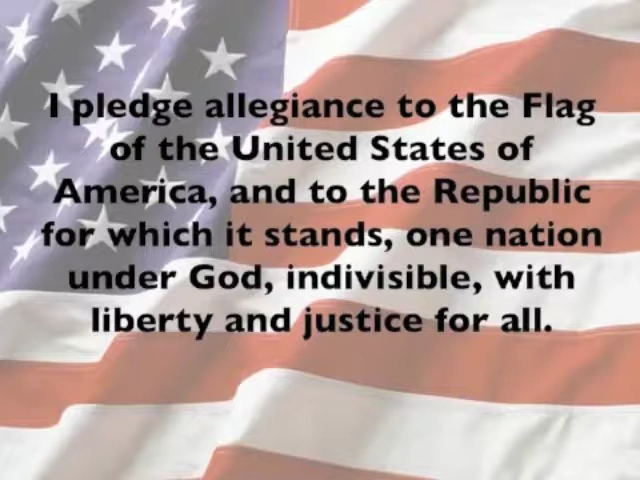 I pledge allegiance to the Flag
of the United States of
America, and to the Republic
for which it stands, one nation
under God, indivisible, with
liberty and justice for all.